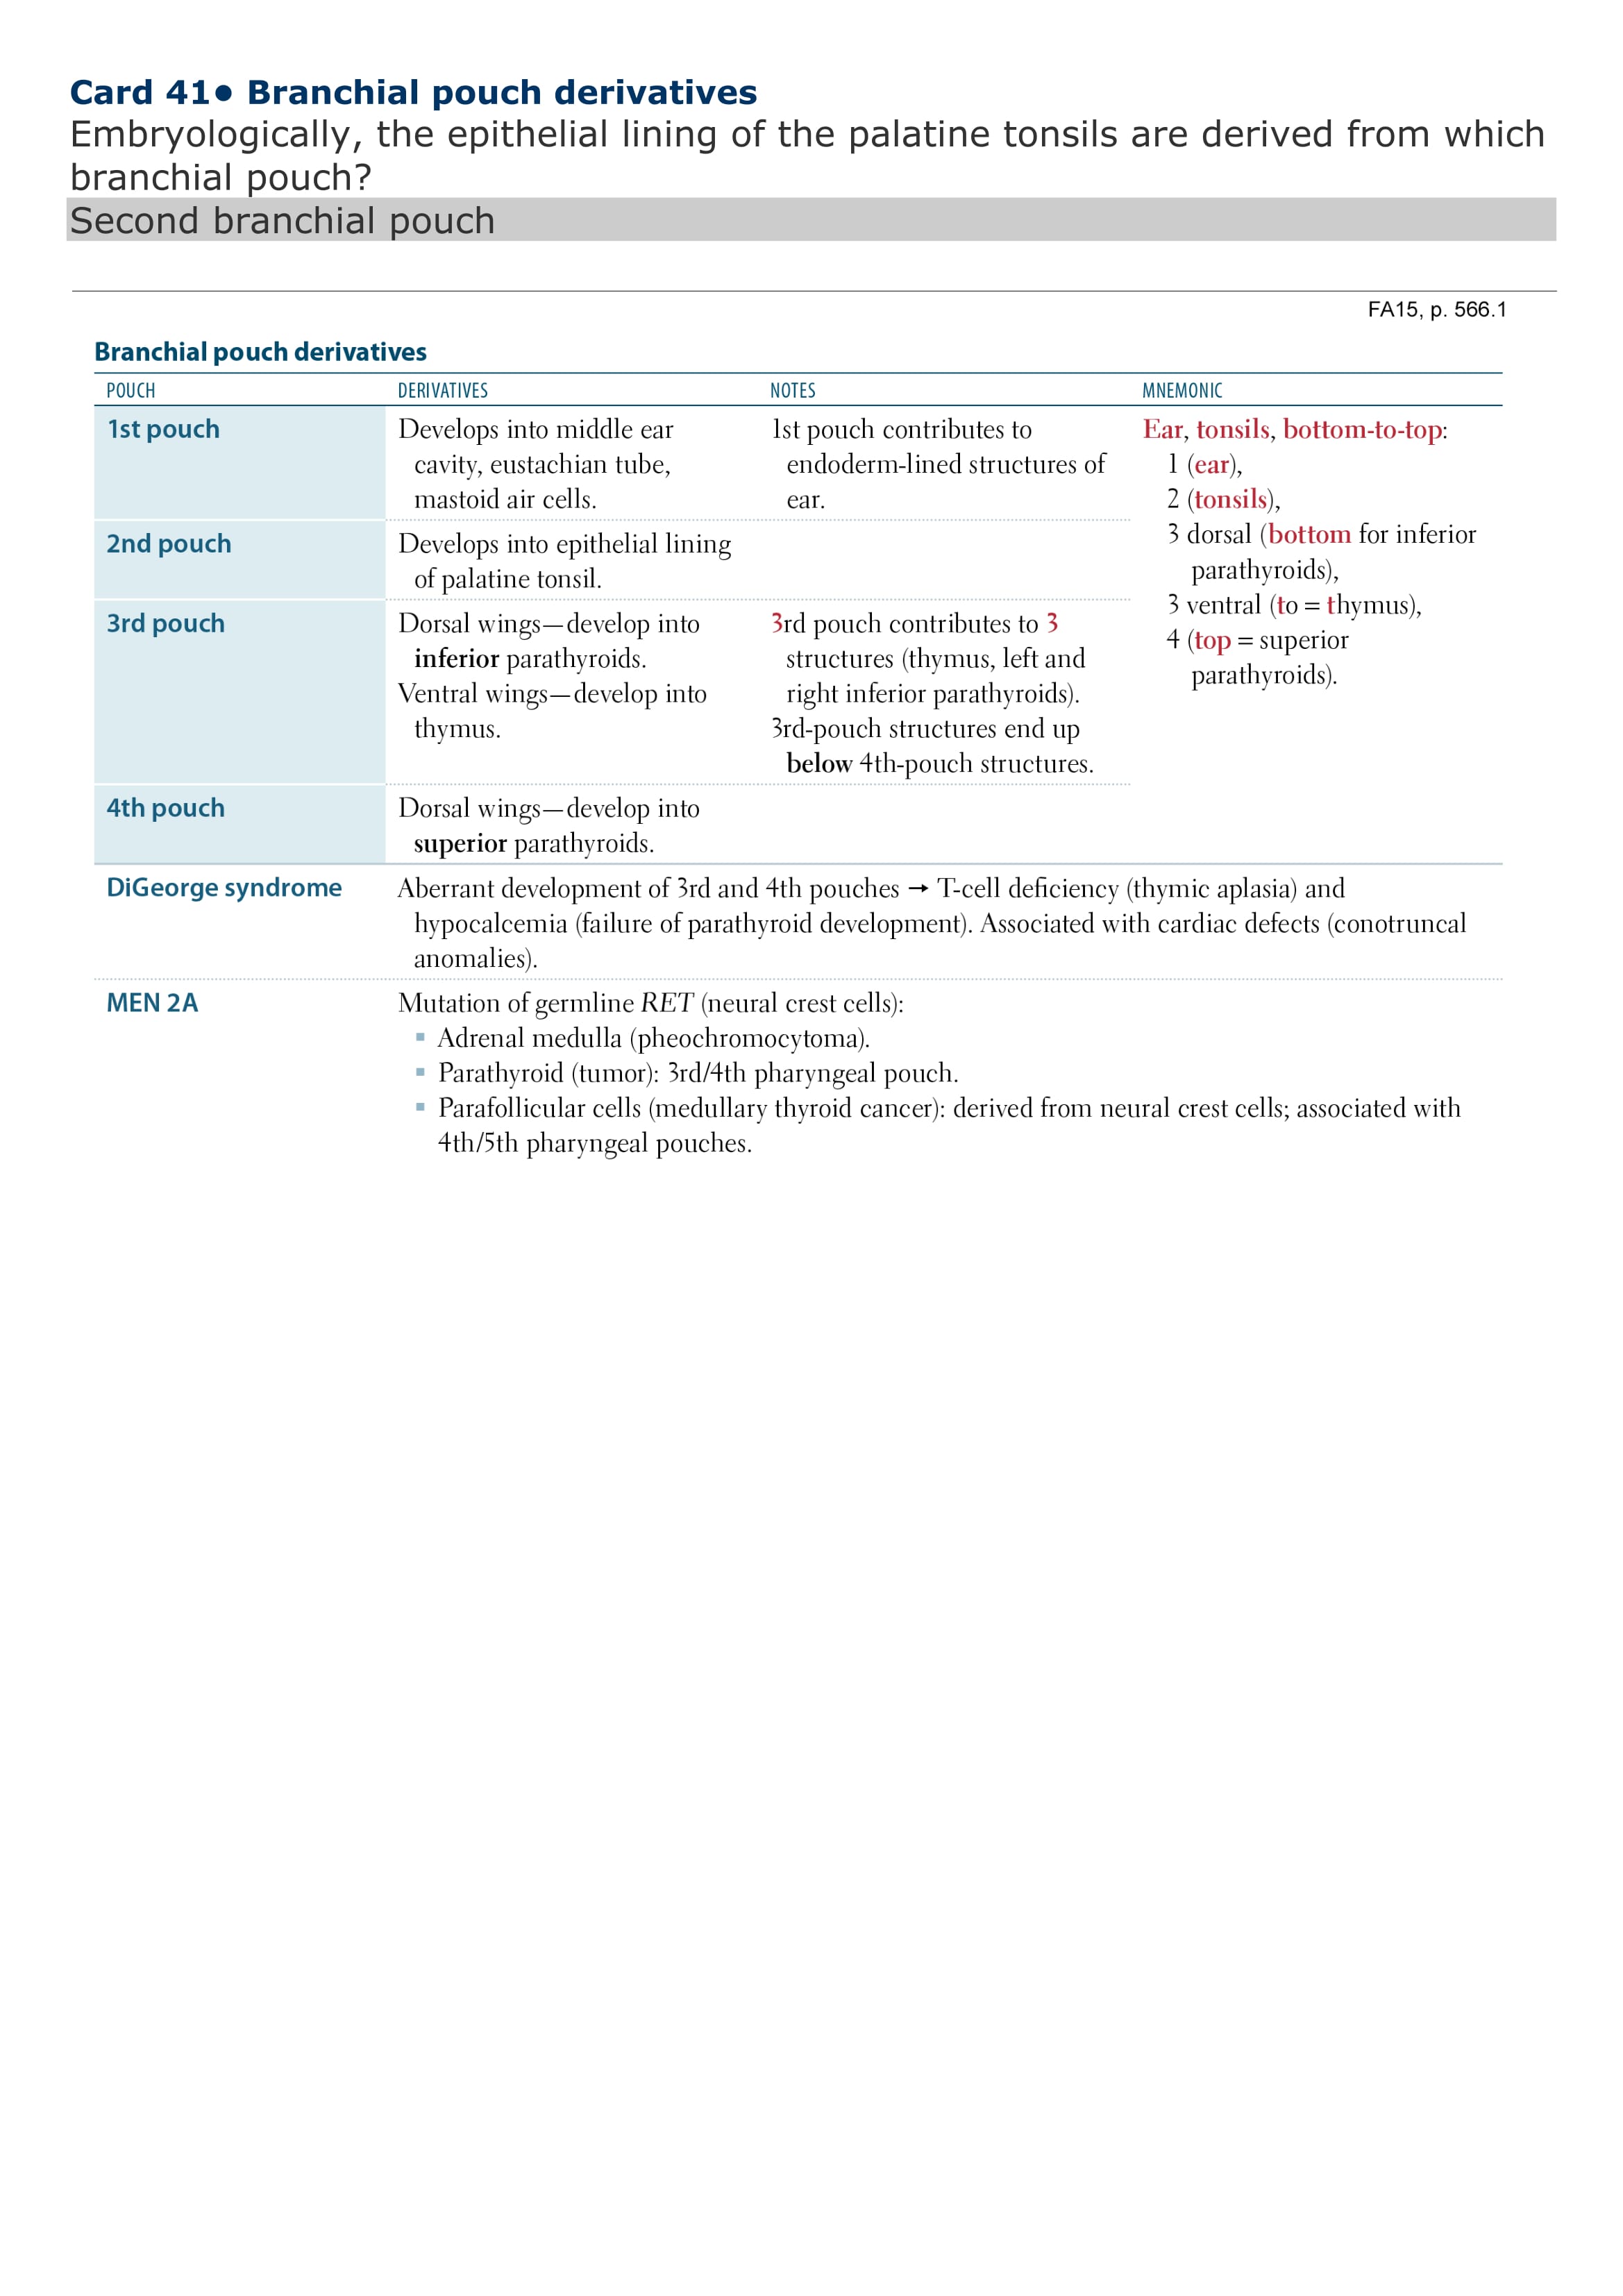 Card 41● Branchial pouch derivatives
Embryologically, the epithelial lining of the palatine tonsils are derived from which
branchial pouch?
Second branchial pouch
FA15, p. 566.1
Branchial pouch derivatives
POUCH DERIVATIVES NOTES MNEMONIC
1st pouch
Develops into middle ear
cavity, eustachian tube,
mastoid air cells.
1st pouch contributes to
endoderm-lined structures of
ear.
Ear, tonsils, bottom-to-top:
1 (ear),
2 (tonsils),
3 dorsal (bottom for inferior
parathyroids),
3 ventral (to = thymus),
4 (top = superior
parathyroids).
2nd pouch
Develops into epithelial lining
of palatine tonsil.
3rd pouch
Dorsal wings—develop into
inferior parathyroids.
Ventral wings—develop into
thymus.
3rd pouch contributes to 3
structures (thymus, left and
right inferior parathyroids).
3rd-pouch structures end up
below 4th-pouch structures.
4th pouch
Dorsal wings—develop into
superior parathyroids.
DiGeorge syndrome
Aberrant development of 3rd and 4th pouches → T-cell deficiency (thymic aplasia) and
hypocalcemia (failure of parathyroid development). Associated with cardiac defects (conotruncal
anomalies).
MEN 2A
Mutation of germline RET (neural crest cells):
▪ Adrenal medulla (pheochromocytoma).
▪ Parathyroid (tumor): 3rd/4th pharyngeal pouch.
▪ Parafollicular cells (medullary thyroid cancer): derived from neural crest cells; associated with
4th/5th pharyngeal pouches.